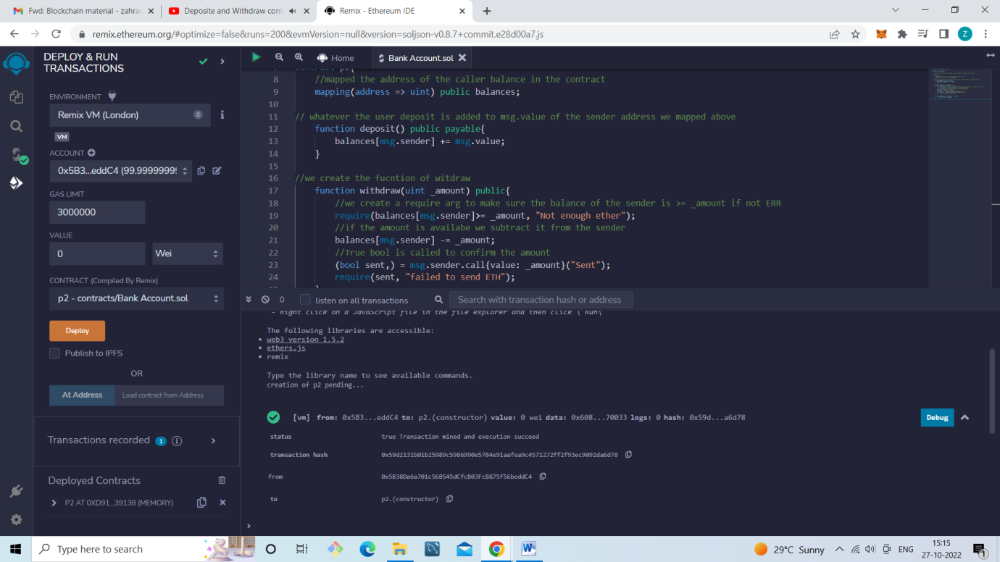 Fwd: Blockchain material - zahrac
Deposite and Withdraw cont
Remix - Ethereum IDE
remix.ethereum.org/#optimize=false&runs=200&evmVersion=null&version=soljson-v0.8.7+commit.e28d00a7.js
Z
DEPLOY & RUN
TRANSACTIONS
ENVIRONMENT
Remix VM (London)
VM
ACCOUNT
0x5B3...eddC4 (99.99999999
GAS LIMIT
3000000
VALUE
0
Wei
CONTRACT (Compiled By Remix)
p2 - contracts/Bank Account.sol
Deploy
Publish to IPFS
OR
At Address
Load contract from Address
Transactions recorded 1
Deployed Contracts
P2 AT 0XD91...39138 (MEMORY)
Home
Bank Account.sol
contract p2{
8 //mapped the address of the caller balance in the contract
9 mapping(address => uint) public balances;
10
11 // whatever the user deposit is added to msg.value of the sender address we mapped above
12 function deposit() public payable{
13 balances[msg.sender] += msg.value;
14 }
15
16 //we create the fucntion of witdraw
17 function withdraw(uint _amount) public{
18 //we create a require arg to make sure the balance of the sender is >= _amount if not ERR
19 require(balances[msg.sender]>= _amount, "Not enough ether");
20 //if the amount is availabe we subtract it from the sender
21 balances[msg.sender] -= _amount;
22 //True bool is called to confirm the amount
23 (bool sent,) = msg.sender.call{value: _amount}("Sent");
24 require(sent, "failed to send ETH");
0
listen on all transactions
Search with transaction hash or address
- Right click on a JavaScript file in the file explorer and then click \`Run\`
The following libraries are accessible:
• web3 version 1.5.2
• ethers.js
• remix
Type the library name to see available commands.
creation of p2 pending...
[vm] from: 0x5B3...eddC4 to: p2.(constructor) value: 0 wei data: 0x608...70033 logs: 0 hash: 0x59d...a6d78
Debug
status true Transaction mined and execution succeed
transaction hash 0x59d2131b01b25989c5986990e5784e91aafea9c4571272ff2f93ec9092da6d78
from 0x5B38Da6a701c568545dCfcB03FcB875f56beddC4
to p2.(constructor)
>
Type here to search
29°C Sunny
ENG
15:15
27-10-2022
1